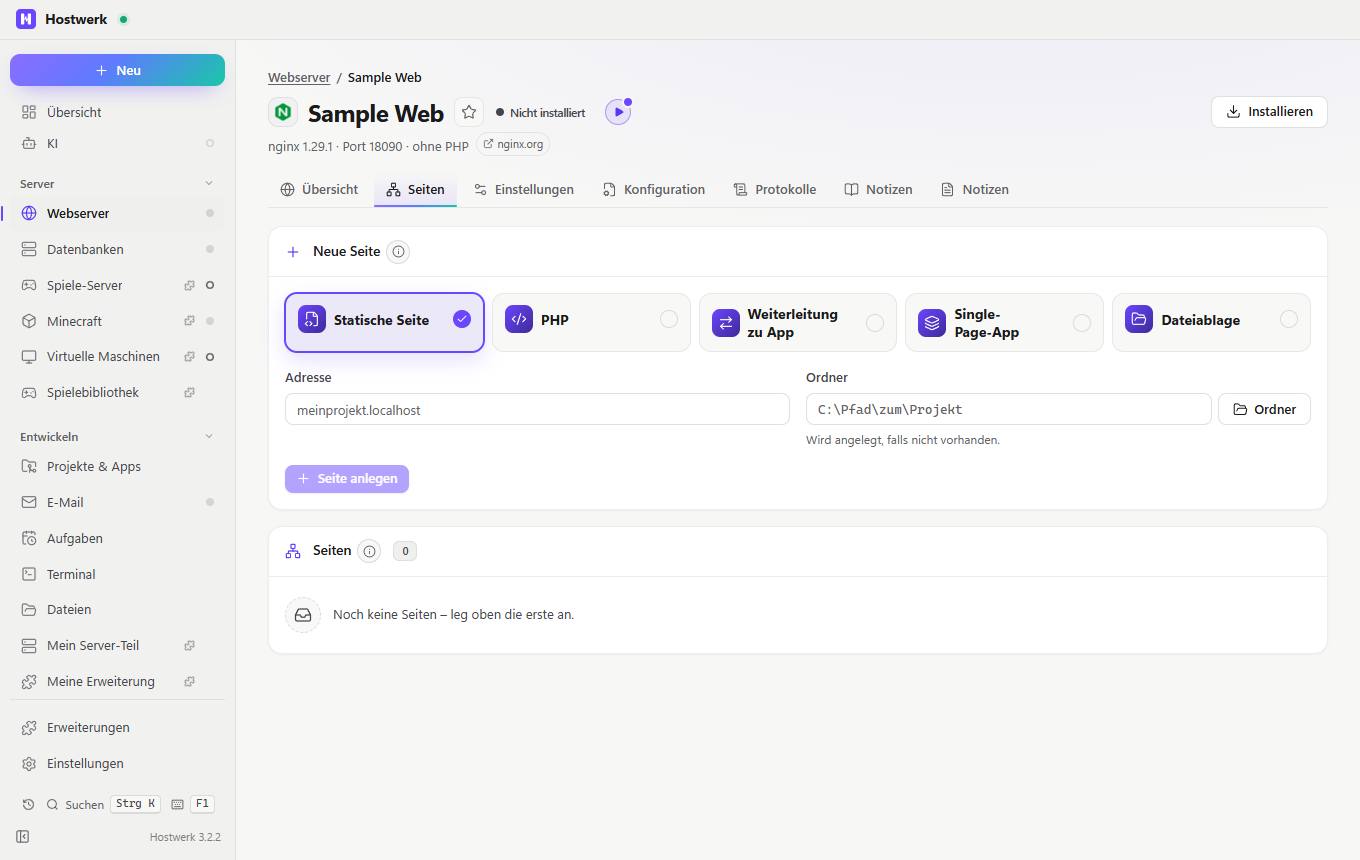 Hostwerk
Neu
Übersicht
KI
Server
Webserver
Datenbanken
Spiele-Server
Minecraft
Virtuelle Maschinen
Spielebibliothek
Entwickeln
Projekte & Apps
E-Mail
Aufgaben
Terminal
Dateien
Mein Server-Teil
Meine Erweiterung
Erweiterungen
Einstellungen
Suchen Strg K F1
Hostwerk 3.2.2
Webserver / Sample Web
Sample Web Nicht installiert
Installieren
nginx 1.29.1 · Port 18090 · ohne PHP nginx.org
Übersicht Seiten Einstellungen Konfiguration Protokolle Notizen Notizen
Neue Seite
Statische Seite
PHP
Weiterleitung
zu App
Single-
Page-App
Dateiablage
Adresse
meinprojekt.localhost
Ordner
C:\Pfad\zum\Projekt
Ordner
Wird angelegt, falls nicht vorhanden.
Seite anlegen
Seiten 0
Noch keine Seiten – leg oben die erste an.